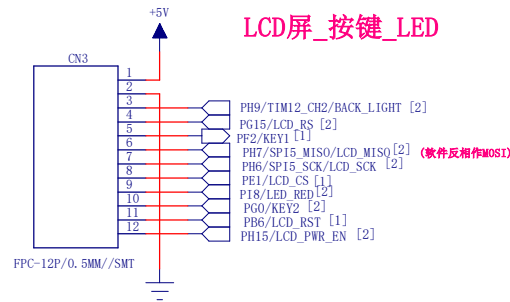 +5V
LCD屏_按键_LED
CN3
1
2
3 PH9/TIM12_CH2/BACK_LIGHT [2]
4 PG15/LCD_RS [2]
5 PF2/KEY1 [1]
6 PH7/SPI5_MISO/LCD_MISO [2] (软件反相作MOSI)
7 PH6/SPI5_SCK/LCD_SCK [2]
8 PE1/LCD_CS [1]
9 PI8/LED_RED [2]
10 PG0/KEY2 [2]
11 PB6/LCD_RST [1]
12 PH15/LCD_PWR_EN [2]
FPC-12P/0.5MM//SMT